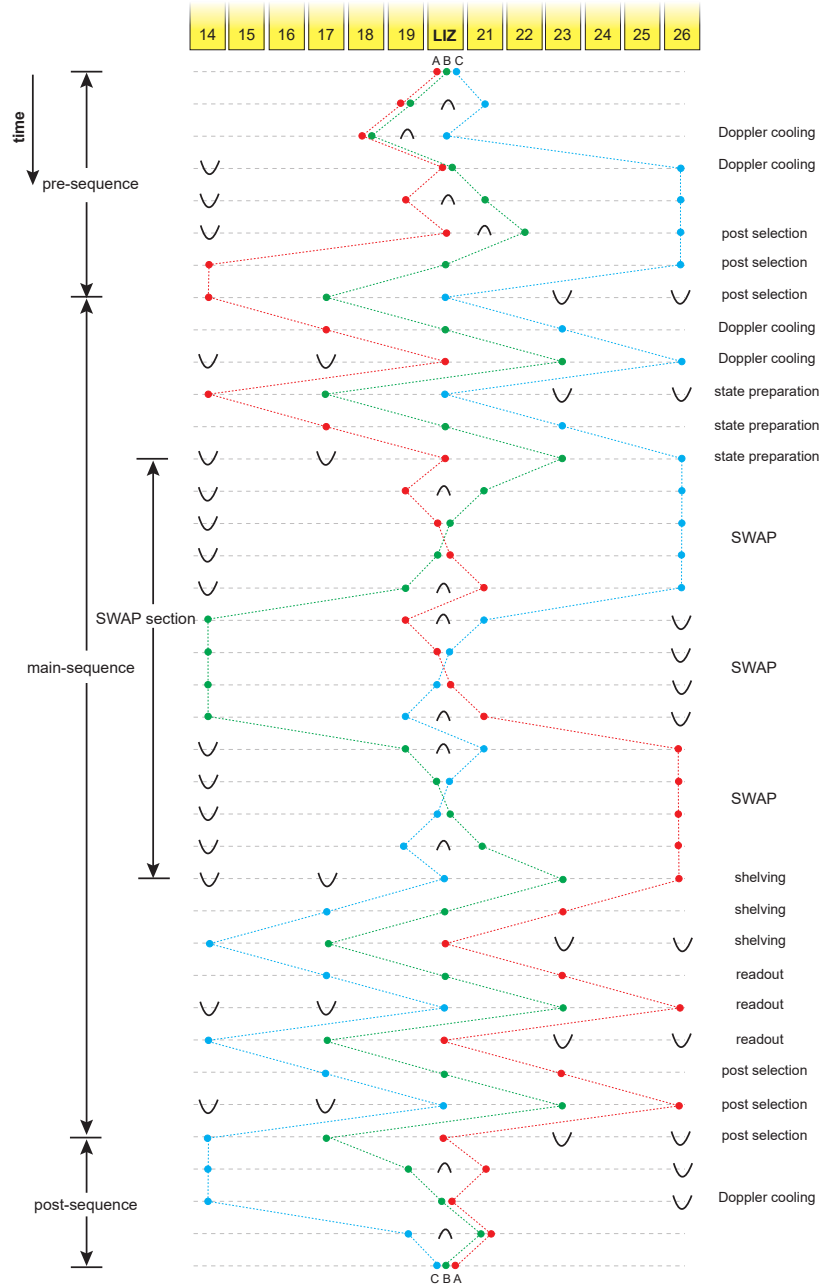 14 15 16 17 18 19 LIZ 21 22 23 24 25 26
A B C
time
Doppler cooling
Doppler cooling
pre-sequence
post selection
post selection
post selection
Doppler cooling
Doppler cooling
state preparation
state preparation
state preparation
SWAP
SWAP section
main-sequence
SWAP
SWAP
shelving
shelving
shelving
readout
readout
readout
post selection
post selection
post selection
post-sequence
Doppler cooling
C B A